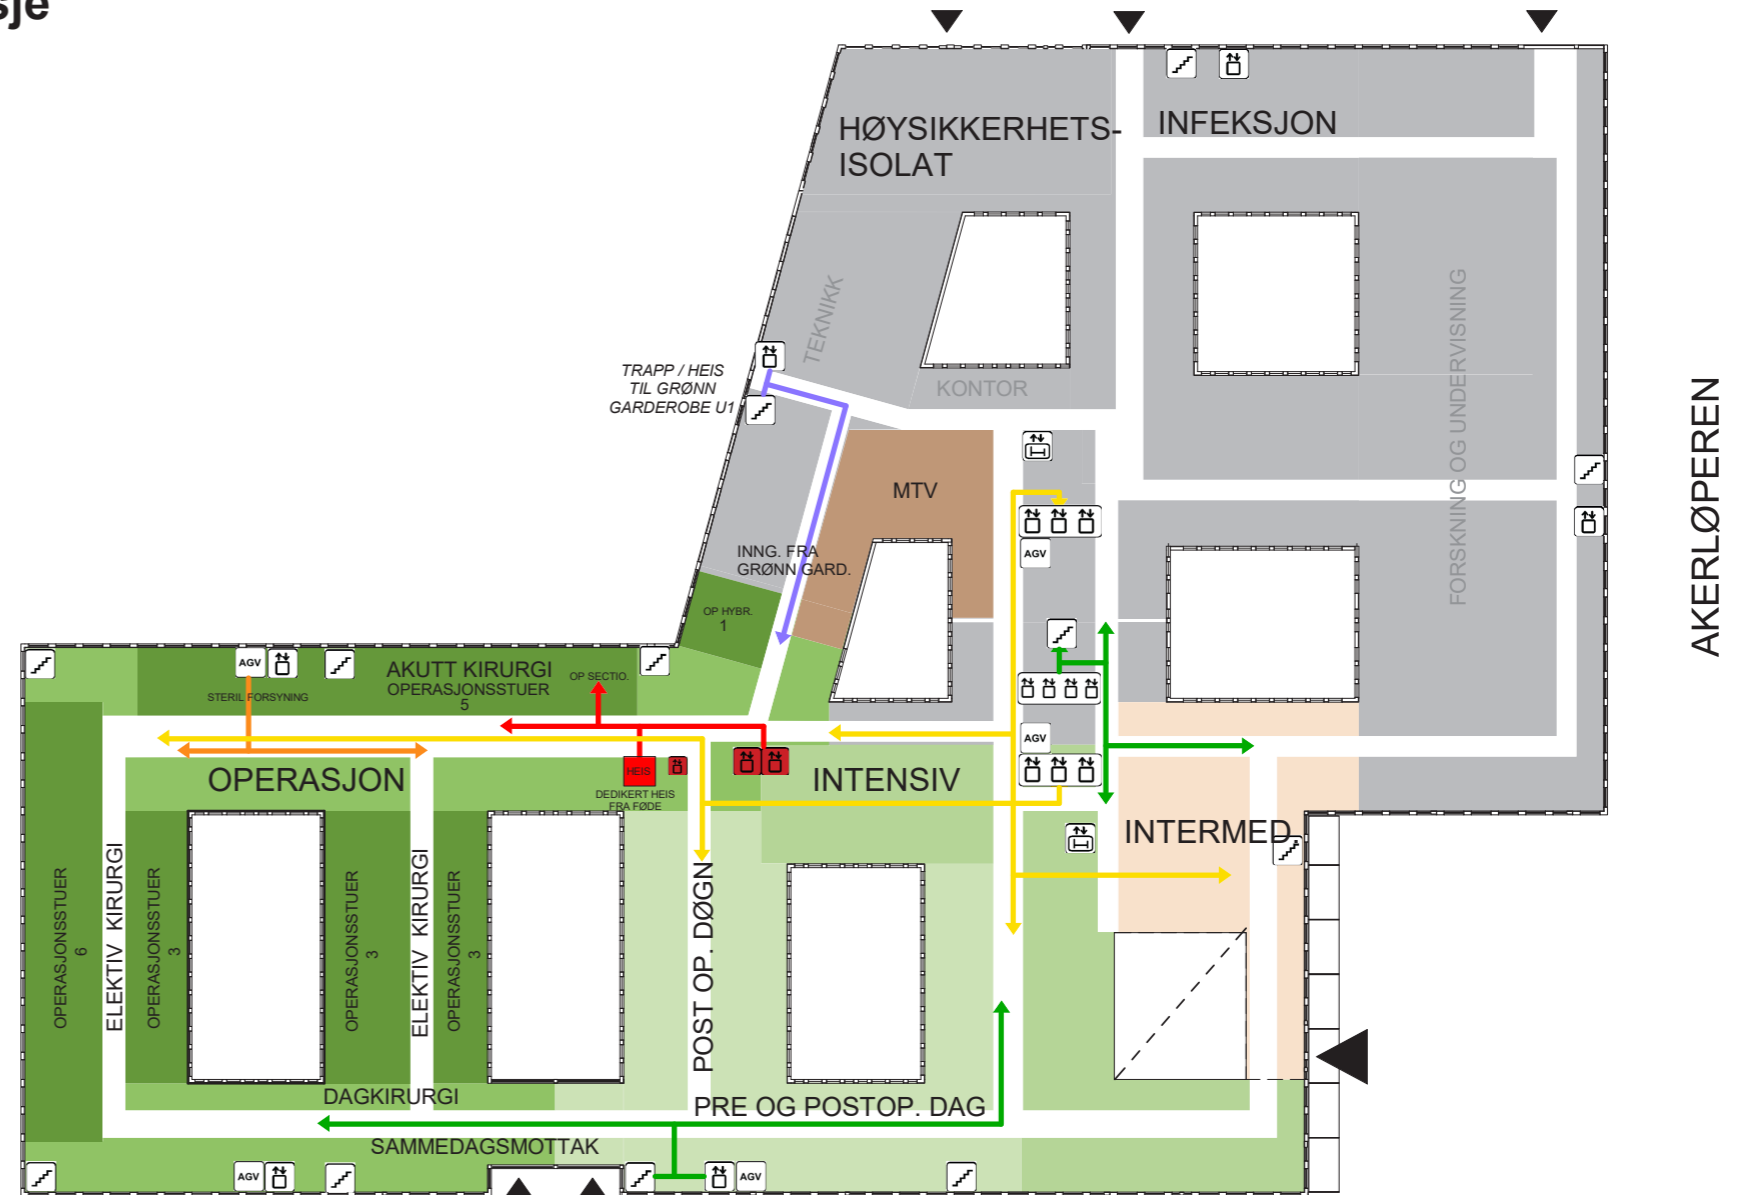 sje
HØYSIKKERHETS-
ISOLAT
INFEKSJON
TEKNIKK
KONTOR
FORSKNING OG UNDERVISNING
AKERLØPEREN
TRAPP / HEIS
TIL GRØNN
GARDEROBE U1
MTV
INNG. FRA
GRØNN GARD.
AGV
OP HYBR.
1
AGV
AKUTT KIRURGI
OPERASJONSSTUER
5
OP SECTIO.
STERIL FORSYNING
AGV
OPERASJON
HEIS
DEDIKERT HEIS
FRA FØDE
INTENSIV
INTERMED
OPERASJONSSTUER
6
ELEKTIV KIRURGI
OPERASJONSSTUER
3
OPERASJONSSTUER
3
ELEKTIV KIRURGI
OPERASJONSSTUER
3
POST OP. DØGN
DAGKIRURGI
PRE OG POSTOP. DAG
SAMMEDAGSMOTTAK
AGV
AGV